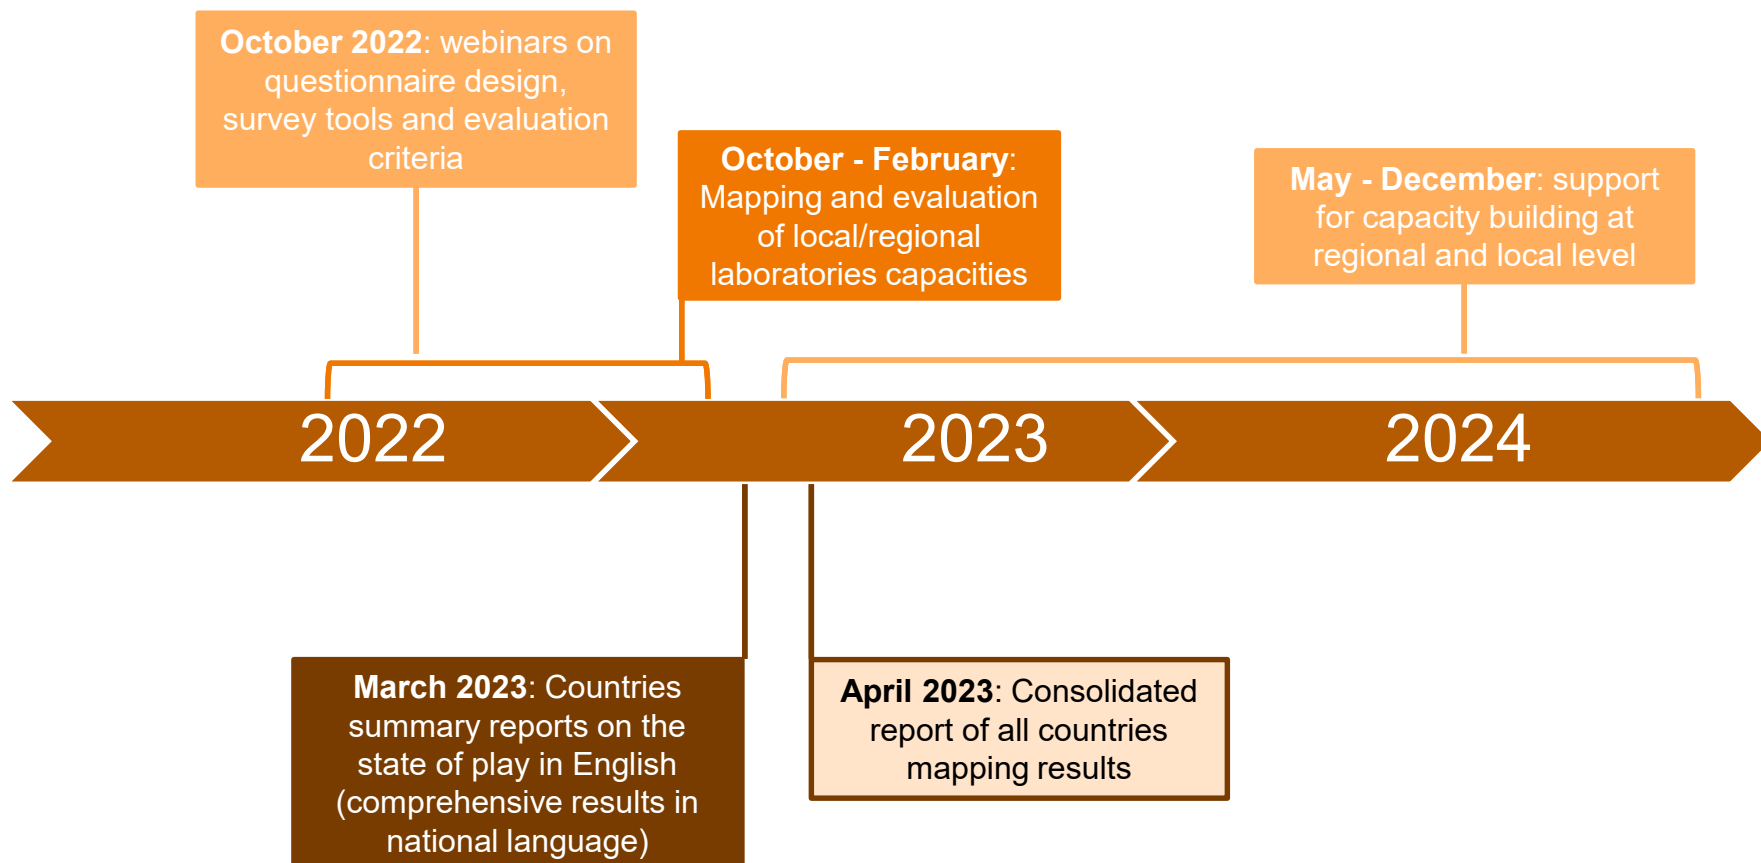 October 2022: webinars on
questionnaire design,
survey tools and evaluation
criteria
October - February:
Mapping and evaluation
of local/regional
laboratories capacities
May - December: support
for capacity building at
regional and local level
2022
2023
2024
March 2023: Countries
summary reports on the
state of play in English
(comprehensive results in
national language)
April 2023: Consolidated
report of all countries
mapping results